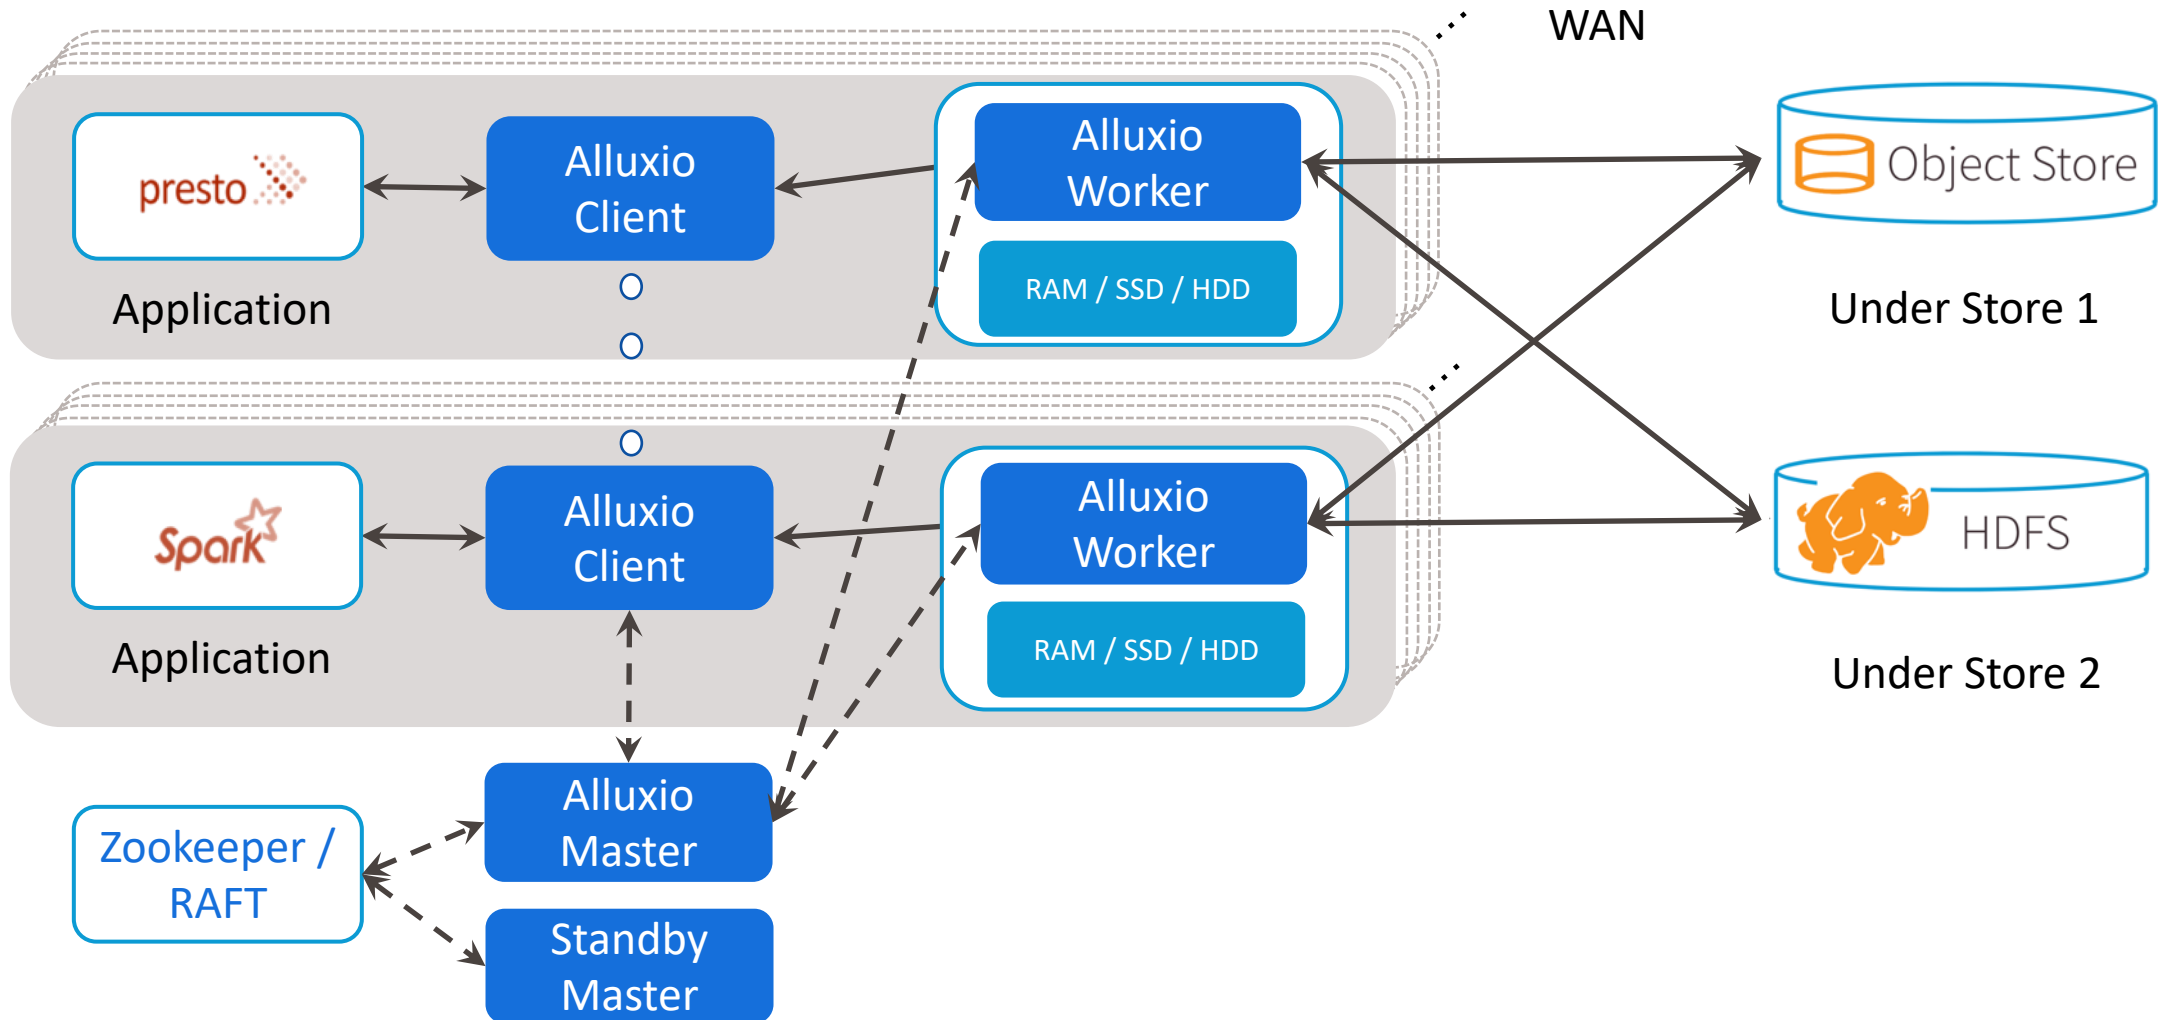 WAN
presto
Alluxio
Client
Alluxio
Worker
RAM / SSD / HDD
Application
Object Store
Under Store 1
Spark
Alluxio
Client
Alluxio
Worker
RAM / SSD / HDD
Application
HDFS
Under Store 2
Zookeeper /
RAFT
Alluxio
Master
Standby
Master